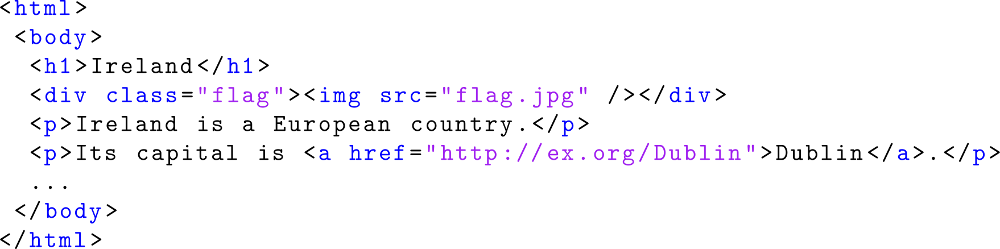 <html>
 <body>
  <h1>Ireland</h1>
  <div class="flag"><img src="flag.jpg" /></div>
  <p>Ireland is a European country.</p>
  <p>Its capital is <a href="http://ex.org/Dublin">Dublin</a>.</p>
  ...
 </body>
</html>